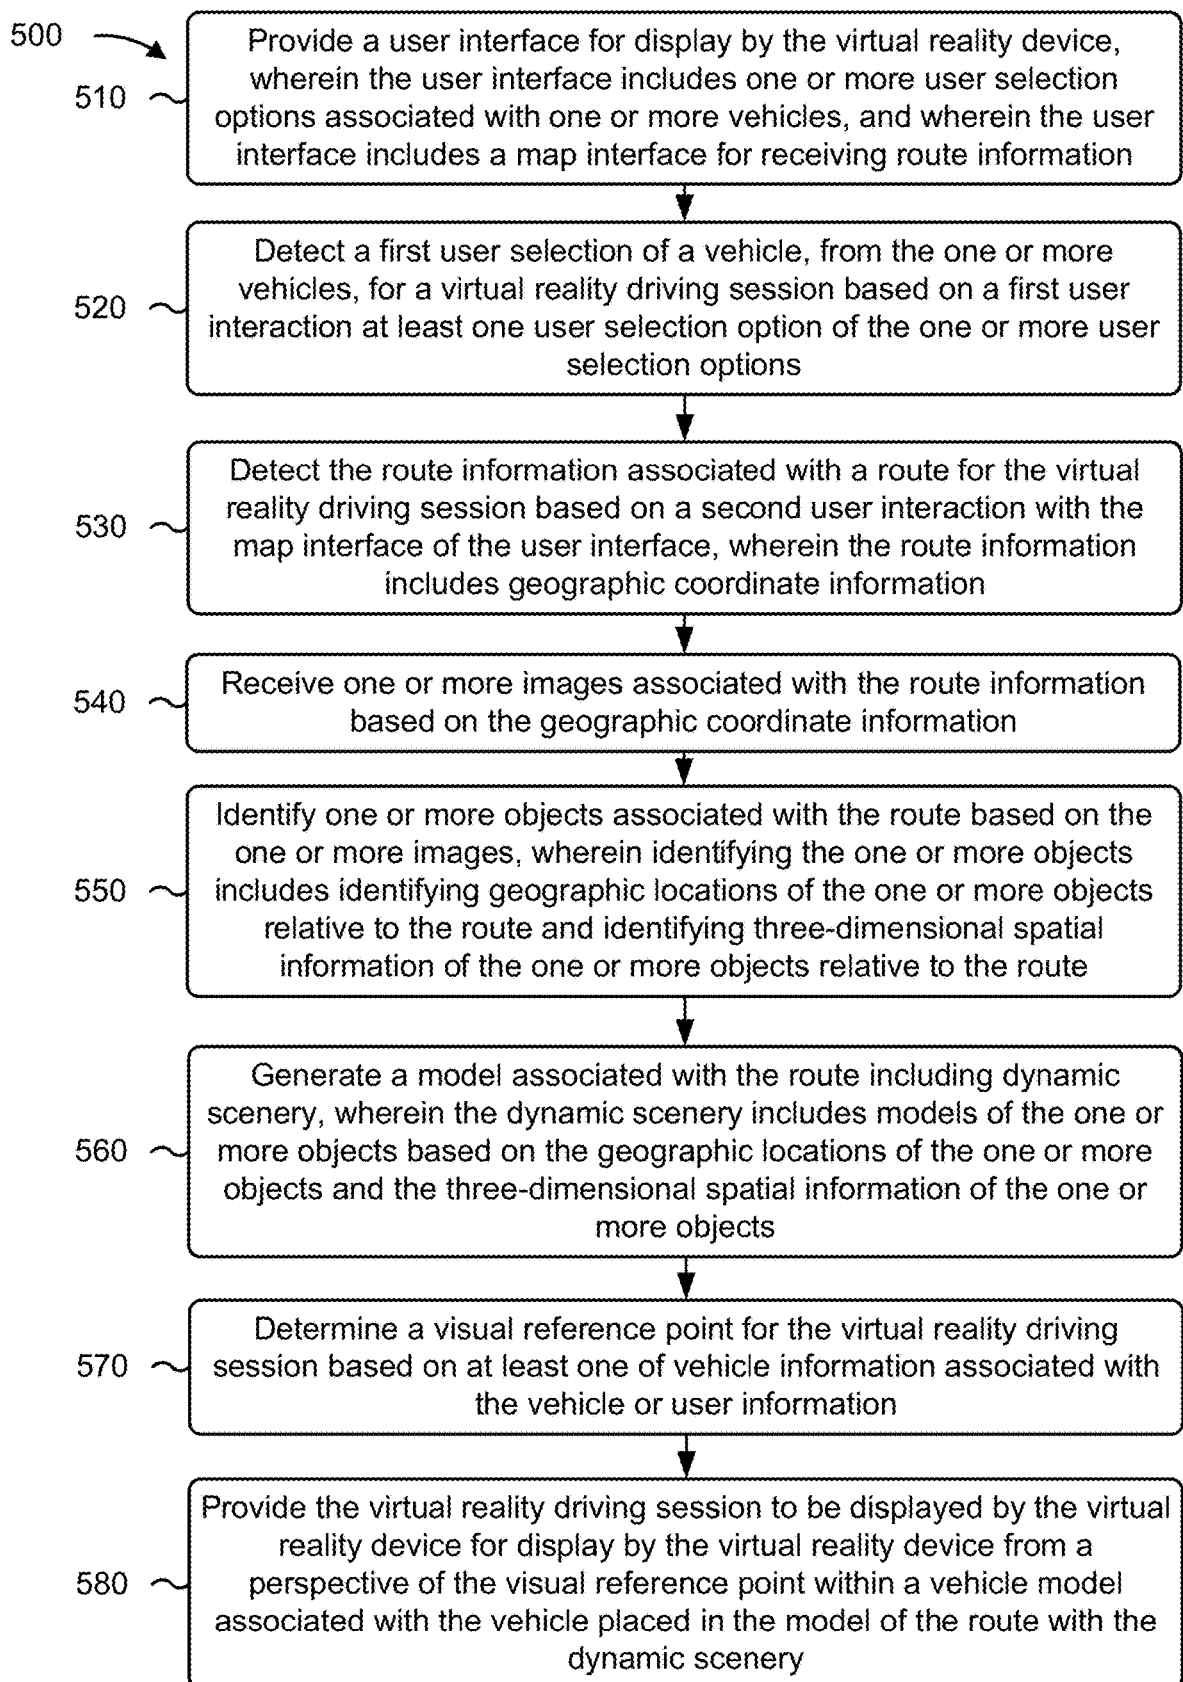 500
510
Provide a user interface for display by the virtual reality device,
wherein the user interface includes one or more user selection
options associated with one or more vehicles, and wherein the user
interface includes a map interface for receiving route information
520
Detect a first user selection of a vehicle, from the one or more
vehicles, for a virtual reality driving session based on a first user
interaction at least one user selection option of the one or more user
selection options
530
Detect the route information associated with a route for the virtual
reality driving session based on a second user interaction with the
map interface of the user interface, wherein the route information
includes geographic coordinate information
540
Receive one or more images associated with the route information
based on the geographic coordinate information
550
Identify one or more objects associated with the route based on the
one or more images, wherein identifying the one or more objects
includes identifying geographic locations of the one or more objects
relative to the route and identifying three-dimensional spatial
information of the one or more objects relative to the route
560
Generate a model associated with the route including dynamic
scenery, wherein the dynamic scenery includes models of the one or
more objects based on the geographic locations of the one or more
objects and the three-dimensional spatial information of the one or
more objects
570
Determine a visual reference point for the virtual reality driving
session based on at least one of vehicle information associated with
the vehicle or user information
580
Provide the virtual reality driving session to be displayed by the virtual
reality device for display by the virtual reality device from a
perspective of the visual reference point within a vehicle model
associated with the vehicle placed in the model of the route with the
dynamic scenery